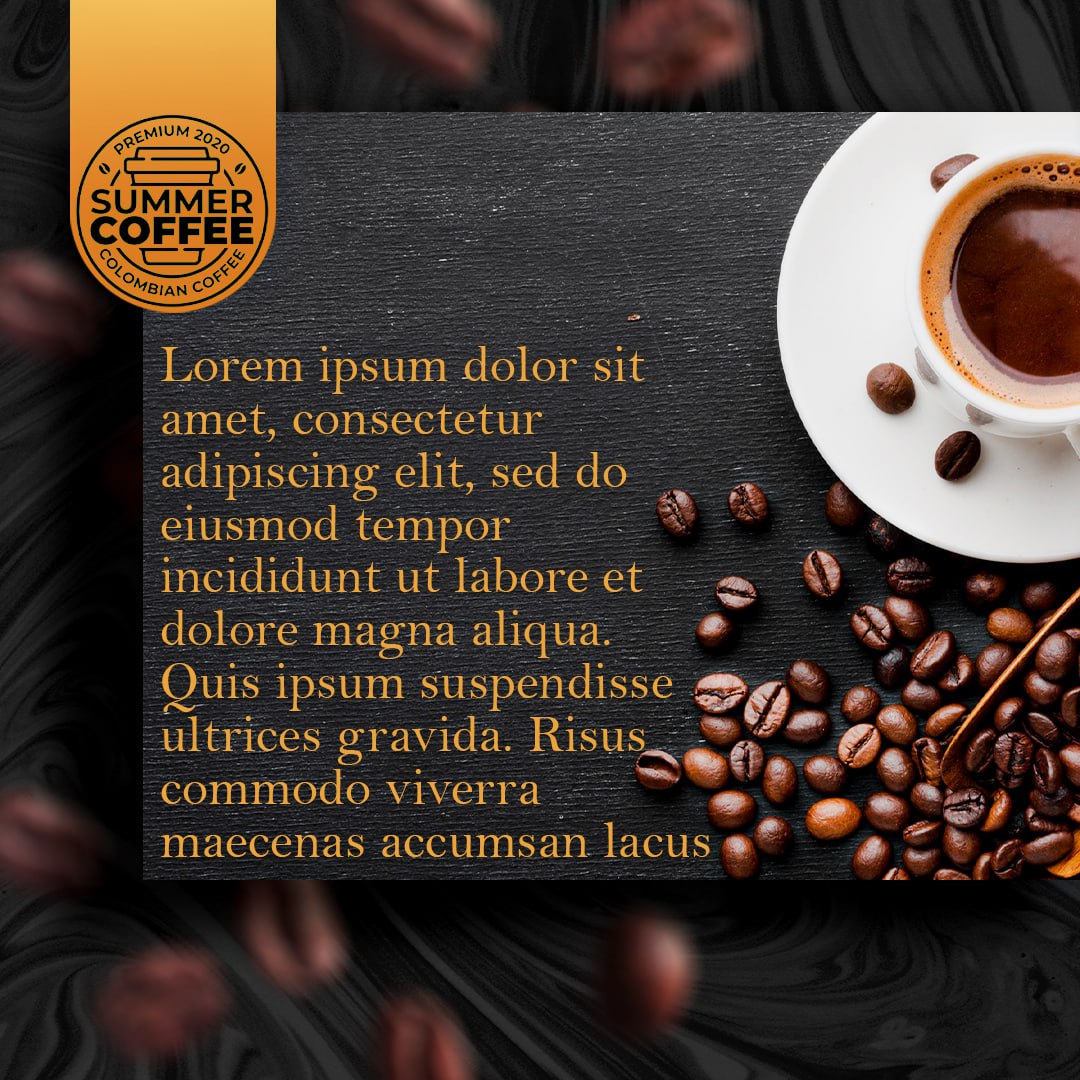 PREMIUM 2020
SUMMER
COFFEE
COLOMBIAN COFFEE
Lorem ipsum dolor sit
amet, consectetur
adipiscing elit, sed do
eiusmod tempor
incididunt ut labore et
dolore magna aliqua.
Quis ipsum suspendisse
ultrices gravida. Risus
commodo viverra
maecenas accumsan lacus